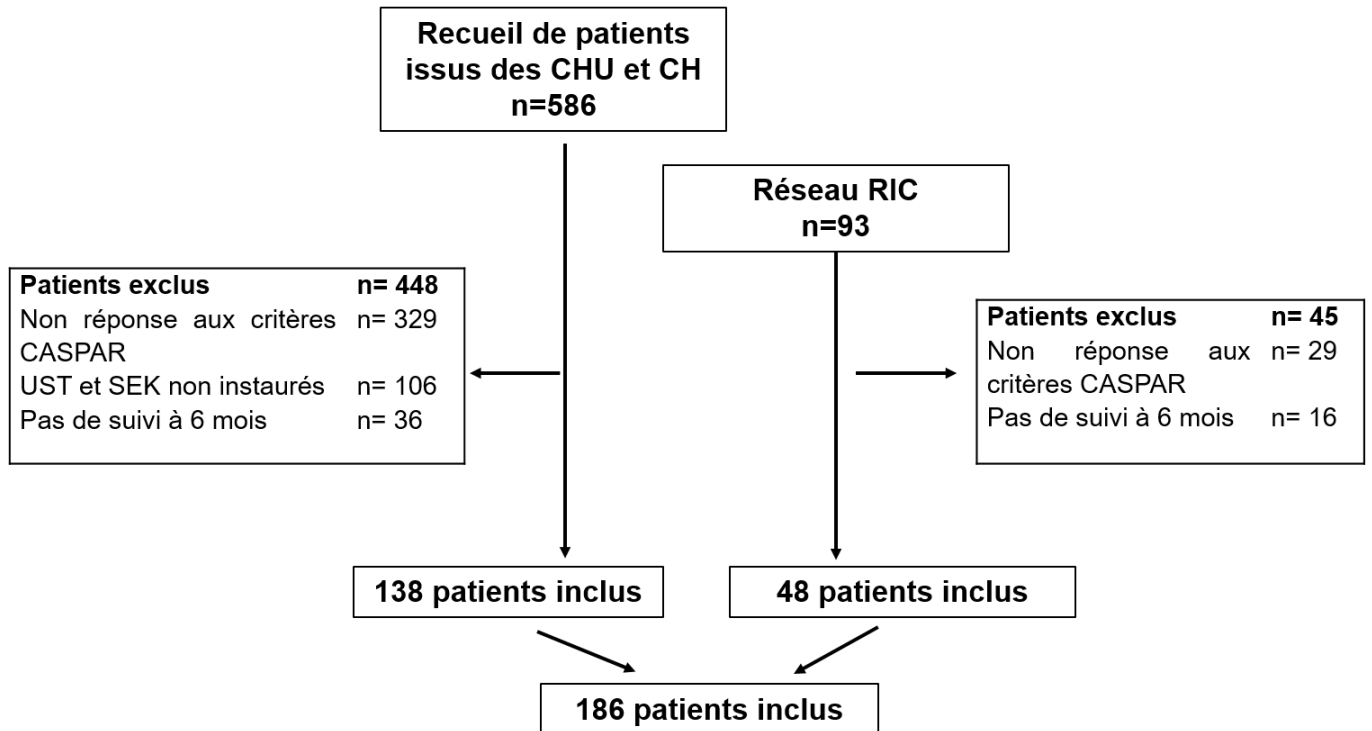 Recueil de patients
issus des CHU et CH
n=586
Réseau RIC
n=93
Patients exclus n= 448
Non réponse aux critères n= 329
CASPAR
UST et SEK non instaurés n= 106
Pas de suivi à 6 mois n= 36
Patients exclus n= 45
Non réponse aux n= 29
critères CASPAR
Pas de suivi à 6 mois n= 16
138 patients inclus
48 patients inclus
186 patients inclus